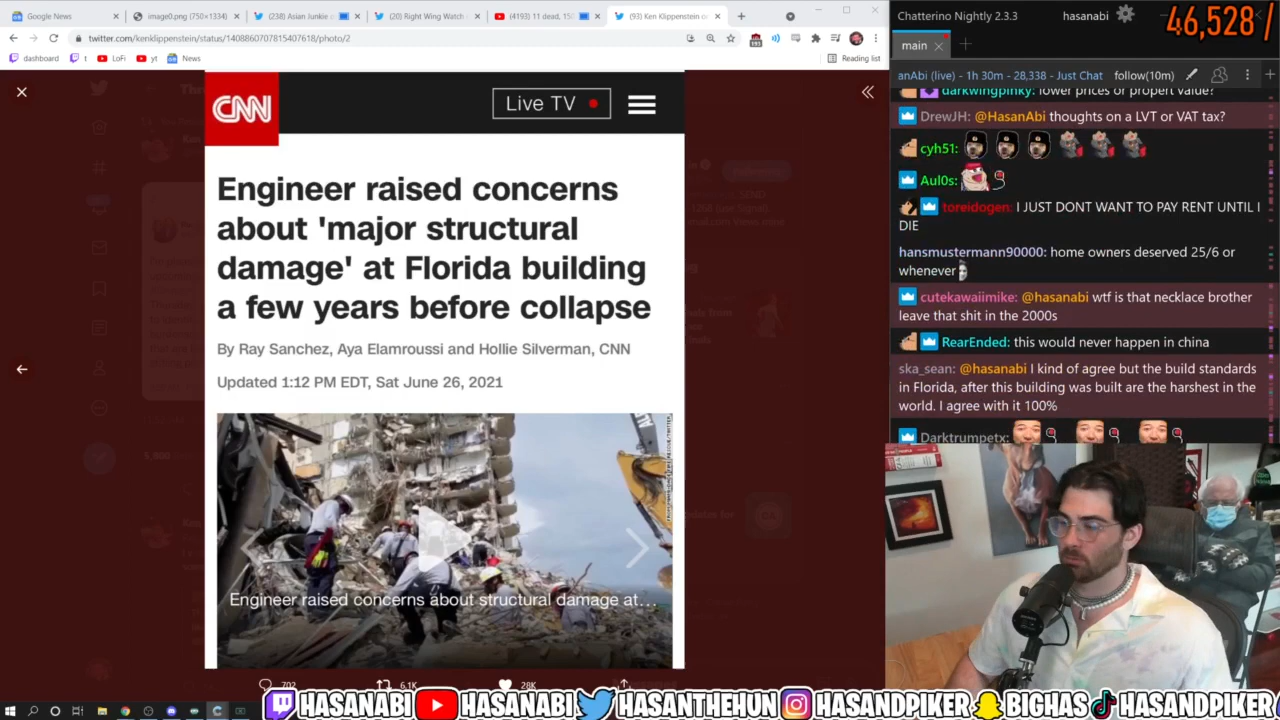 Google News
image0.png (750×1334)
(238) Asian Junkie o
(20) Right Wing Watch
(4193) 11 dead, 15
(93) Ken Klippenstein o
twitter.com/kenklippenstein/status/1408860707815407618/photo/2
dashboard
t
LoFi
yt
News
Reading list
CNN
Live TV
Engineer raised concerns
about 'major structural
damage' at Florida building
a few years before collapse
By Ray Sanchez, Aya Elamroussi and Hollie Silverman, CNN
Updated 1:12 PM EDT, Sat June 26, 2021
Engineer raised concerns about structural damage at…
702
6.1K
28K
Chatterino Nightly 2.3.3
hasanabi
46,528 /
main
anAbi (live) - 1h 30m - 28,338 - Just Chat
follow(10m)
darkwingpinky: lower prices or propert value?
DrewJH: @HasanAbi thoughts on a LVT or VAT tax?
cyh51:
Aul0s:
toreidogen: I JUST DONT WANT TO PAY RENT UNTIL I
DIE
hansmustermann90000: home owners deserved 25/6 or
whenever
cutekawaiimike: @hasanabi wtf is that necklace brother
leave that shit in the 2000s
RearEnded: this would never happen in china
ska_sean: @hasanabi I kind of agree but the build standards
in Florida, after this building was built are the harshest in the
world. I agree with it 100%
Darktrumpetx:
HASANABI
HASANABI
HASANTHEHUN
HASANDPIKER
BIGHAS
HASANDPIKER